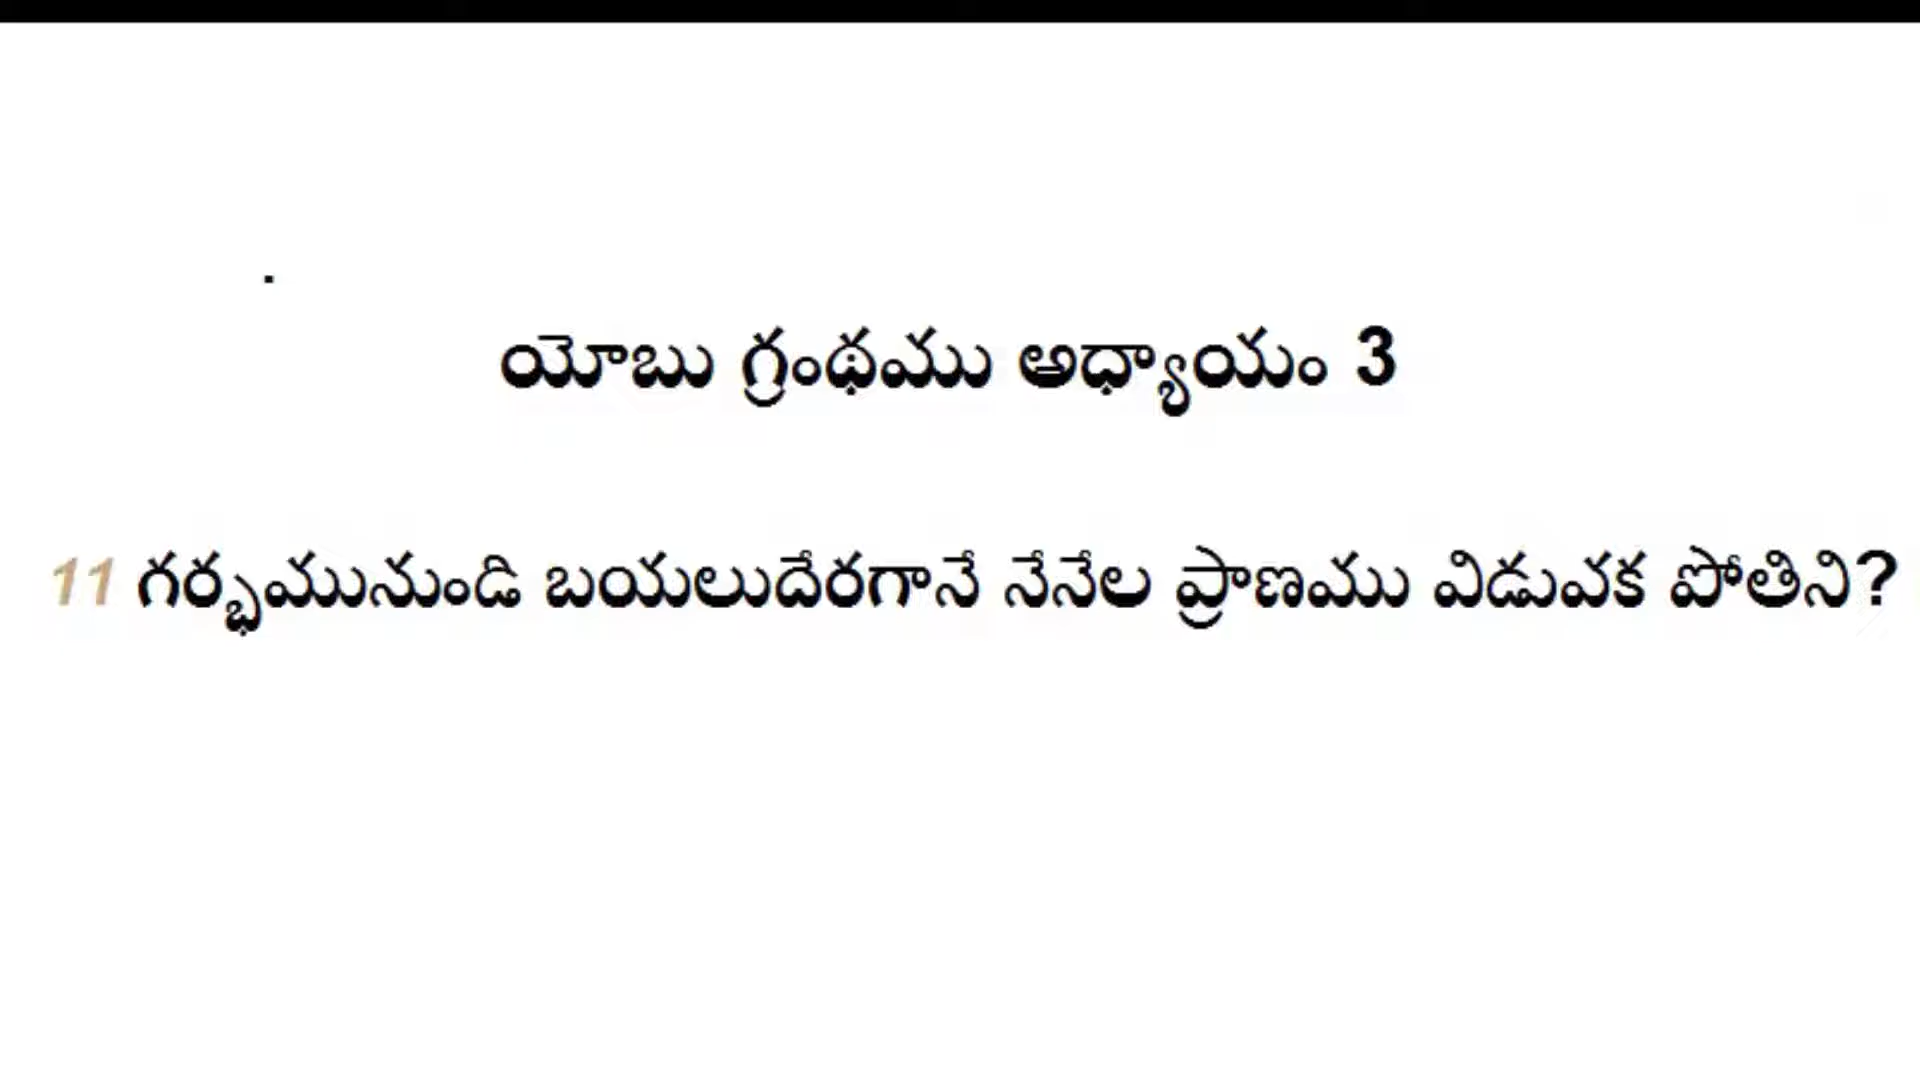 యోబు గ్రంథము అధ్యాయం 3
11 గర్భమునుండి బయలుదేరగానే నేనేల ప్రాణము విడువక పోతిని?